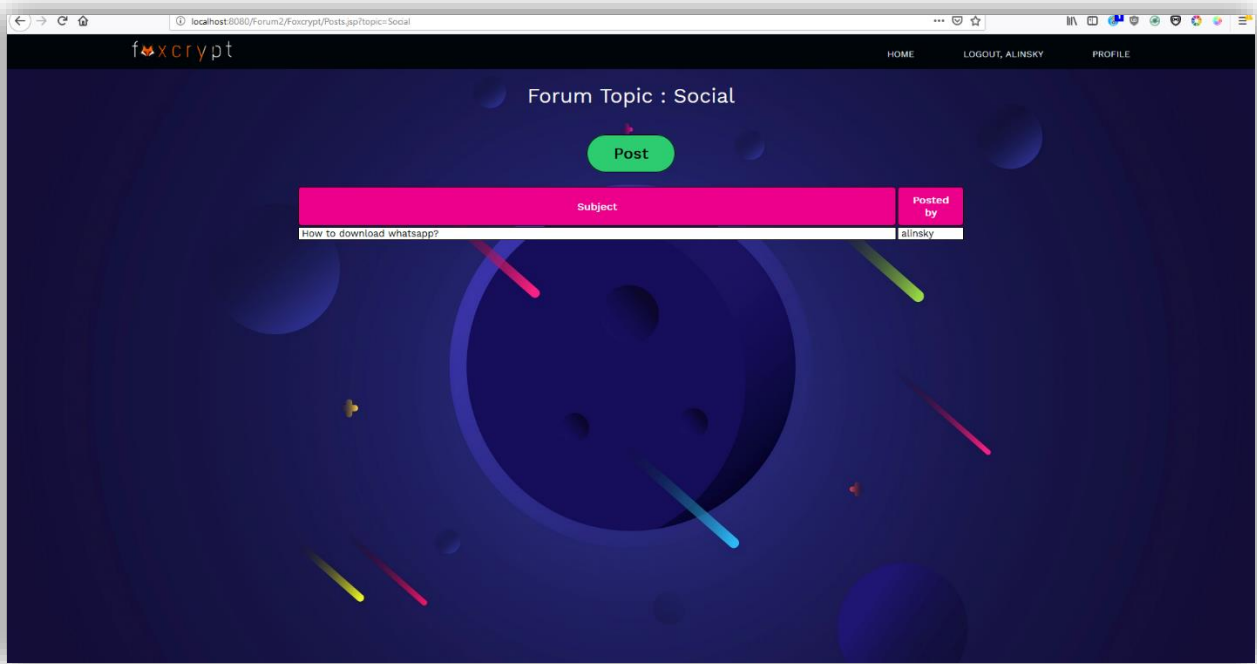 localhost:8080/Forum2/Foxcrypt/Posts.jsp?topic=Social
foxcrypt
HOME
LOGOUT, ALINSKY
PROFILE
Forum Topic : Social
Post
Subject
Posted
by
How to download whatsapp?
alinsky